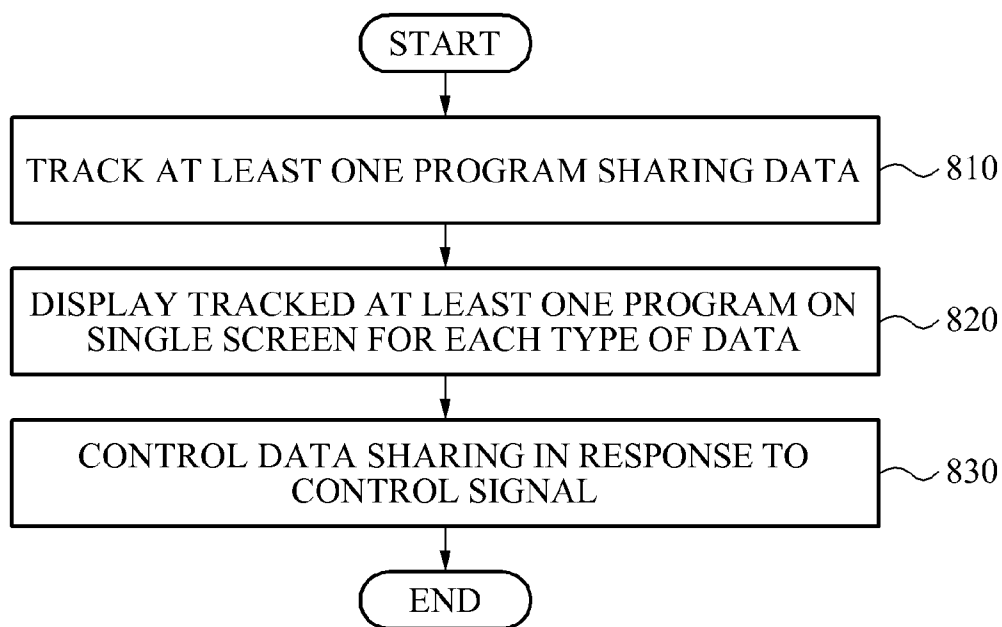 START
TRACK AT LEAST ONE PROGRAM SHARING DATA
810
DISPLAY TRACKED AT LEAST ONE PROGRAM ON
SINGLE SCREEN FOR EACH TYPE OF DATA
820
CONTROL DATA SHARING IN RESPONSE TO
CONTROL SIGNAL
830
END